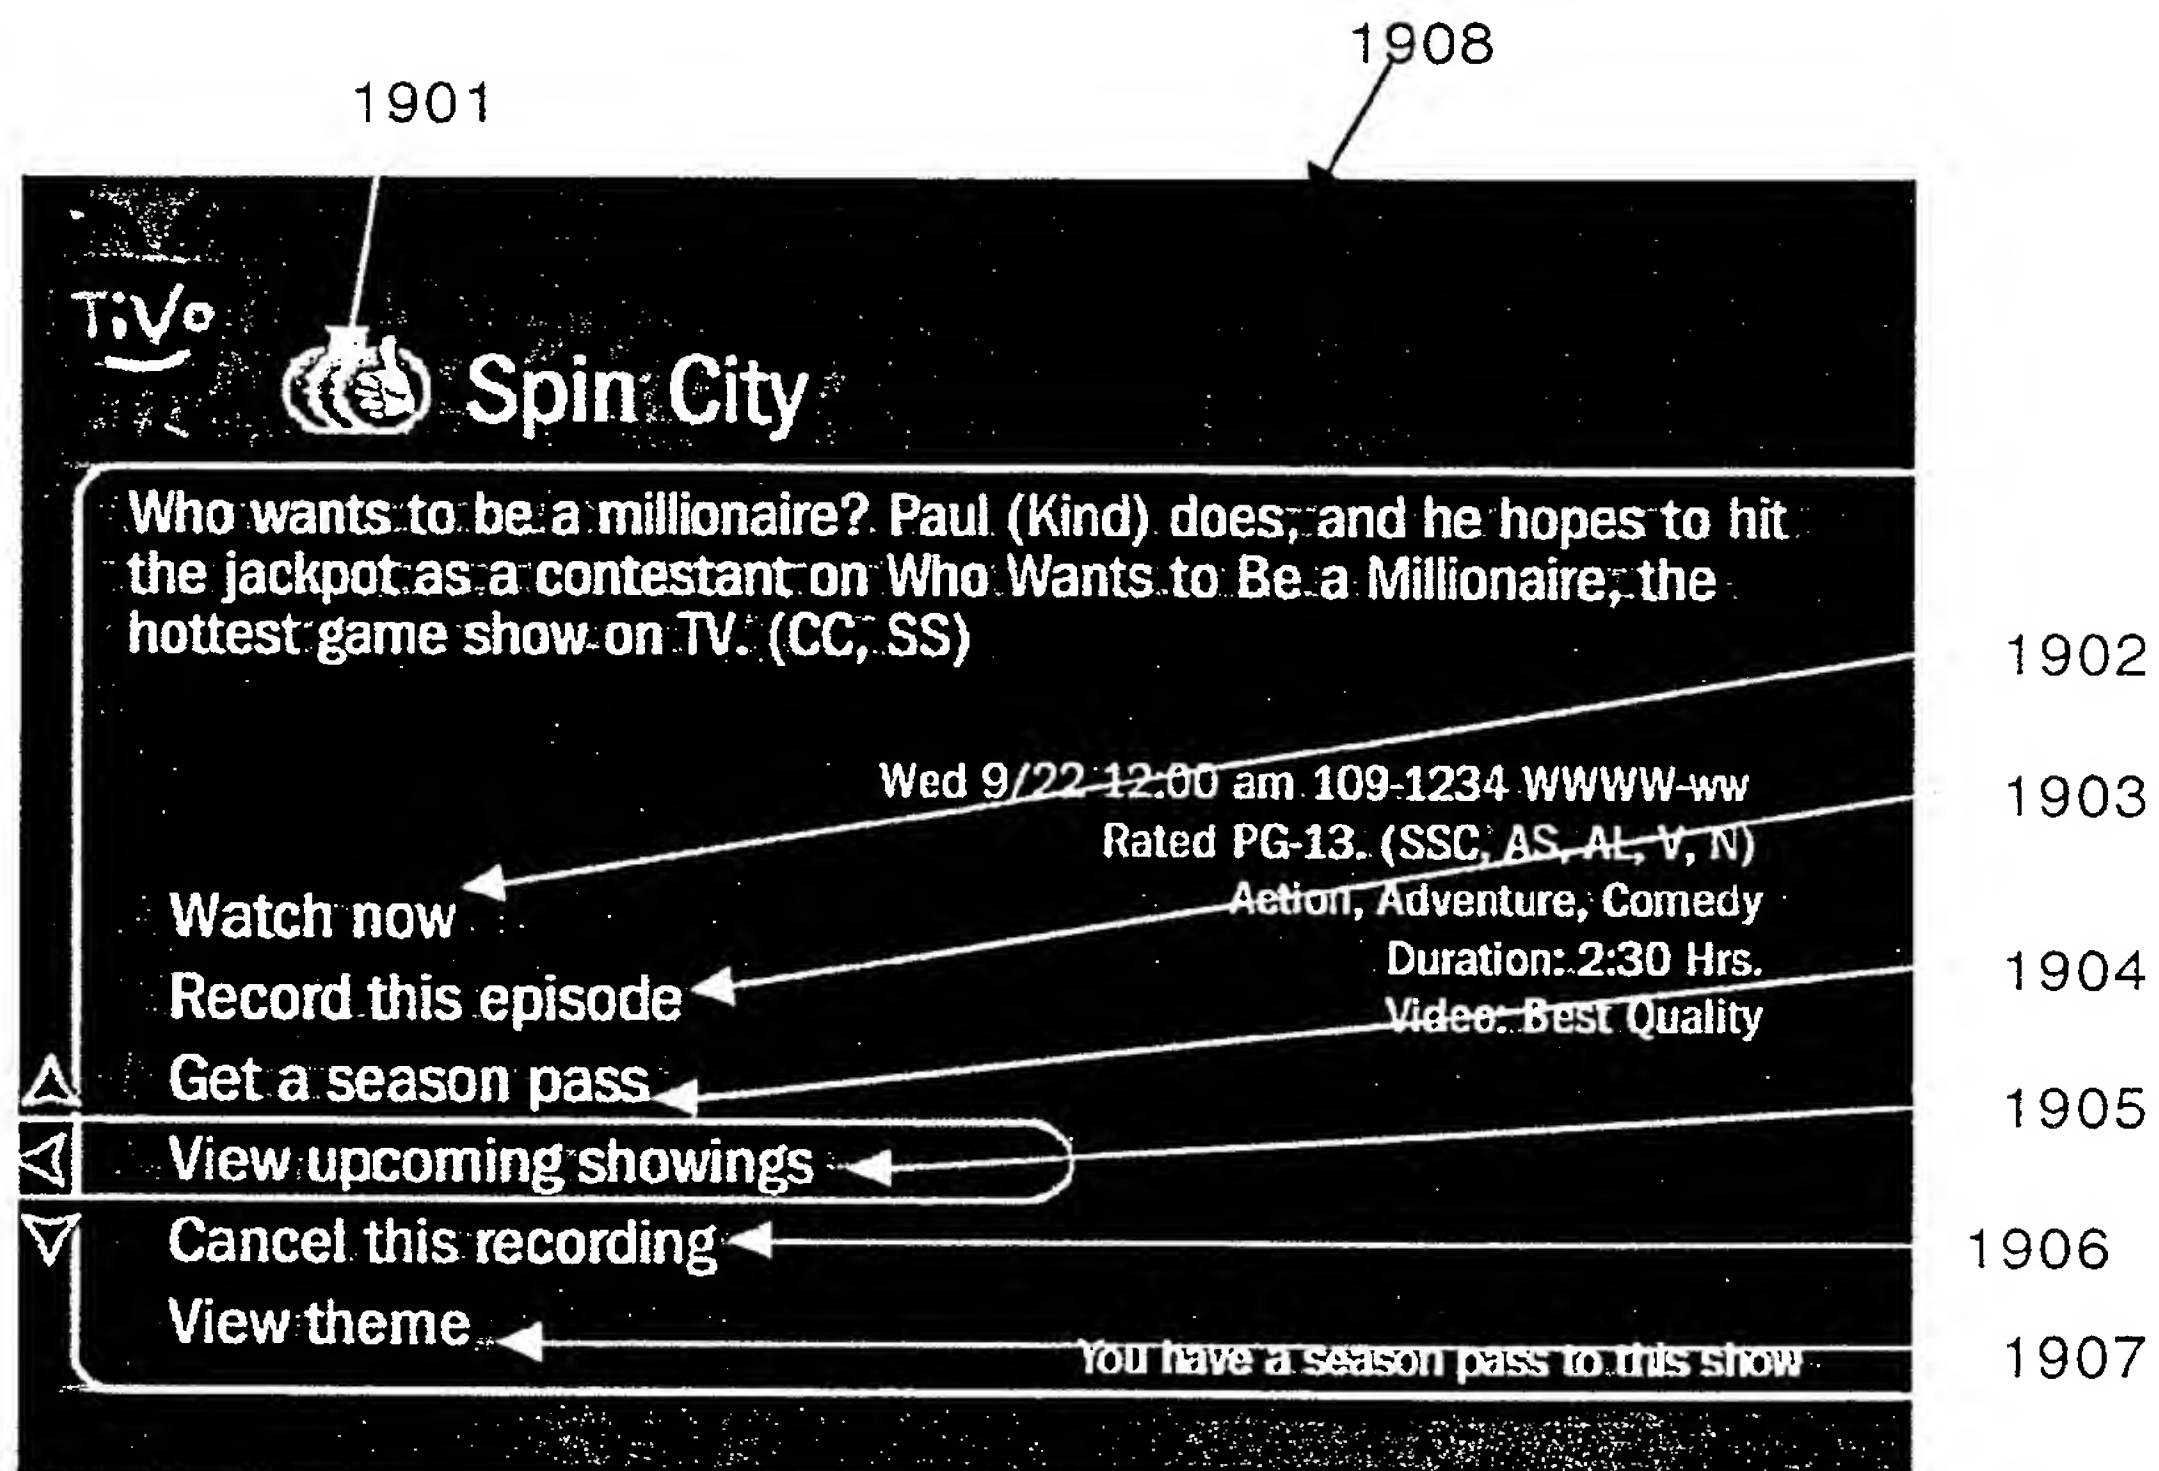 1908
1901
TiVo
Spin City
Who wants to be a millionaire? Paul (Kind) does, and he hopes to hit
the jackpot as a contestant on Who Wants to Be a Millionaire, the
hottest game show on TV. (CC, SS)
1902
Wed 9/22 12:00 am 109-1234 WWWW-ww
1903
Rated PG-13. (SSC, AS, AL, V, N)
Action, Adventure, Comedy
Watch now
Duration: 2:30 Hrs.
1904
Record this episode
Video: Best Quality
Get a season pass
1905
View upcoming showings
Cancel this recording
1906
View theme
You have a season pass to this show
1907